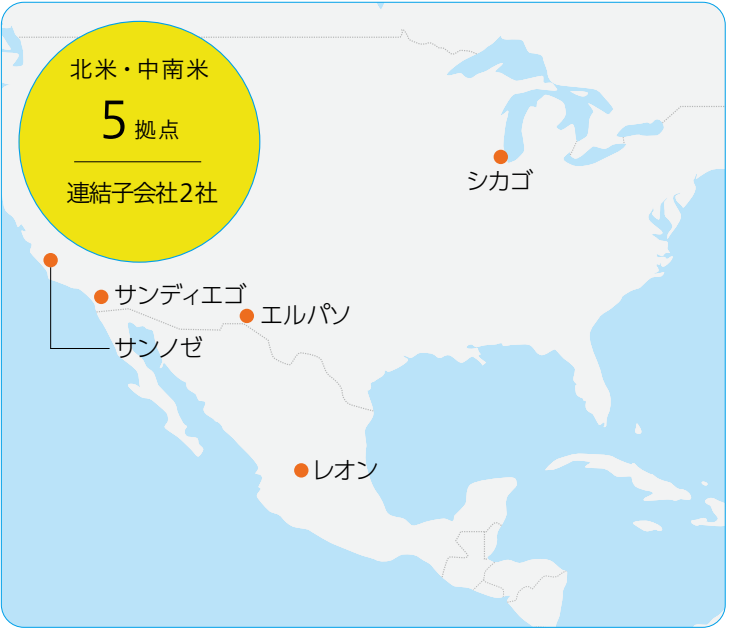 北米・中南米
5拠点
連結子会社2社
シカゴ
サンディエゴ
エルパソ
サンノゼ
レオン